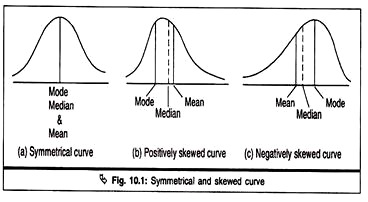 Mode
Median
&
Mean
(a) Symmetrical curve
Mode
Mean
Median
(b) Positively skewed curve
Mean
Mode
Median
(c) Negatively skewed curve
Fig. 10.1: Symmetrical and skewed curve